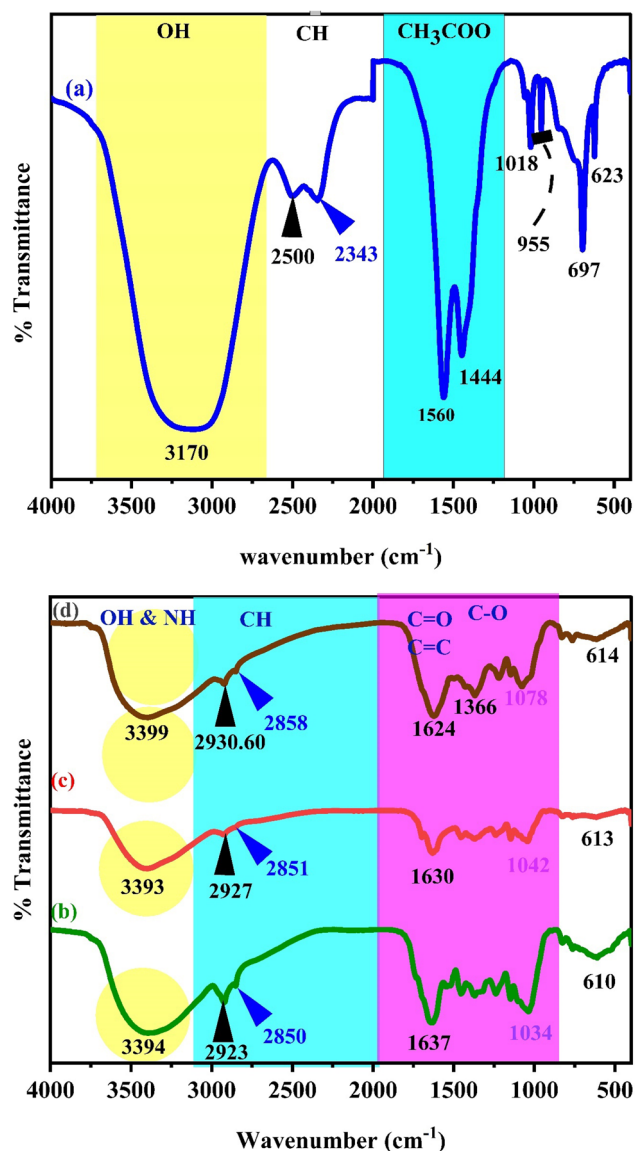 OH CH CH₃COO
(a)
1018
623
955
2500 2343
697
1444
1560
3170
% Transmittance
4000 3500 3000 2500 2000 1500 1000 500
wavenumber (cm⁻¹)
(d) OH & NH CH C=O C-O
C=C
614
3399 2930.60 2858 1624 1366 1078
(c)
613
3393 2927 2851 1630 1042
(b)
610
3394 2923 2850 1637 1034
% Transmittance
4000 3500 3000 2500 2000 1500 1000 500
Wavenumber (cm⁻¹)